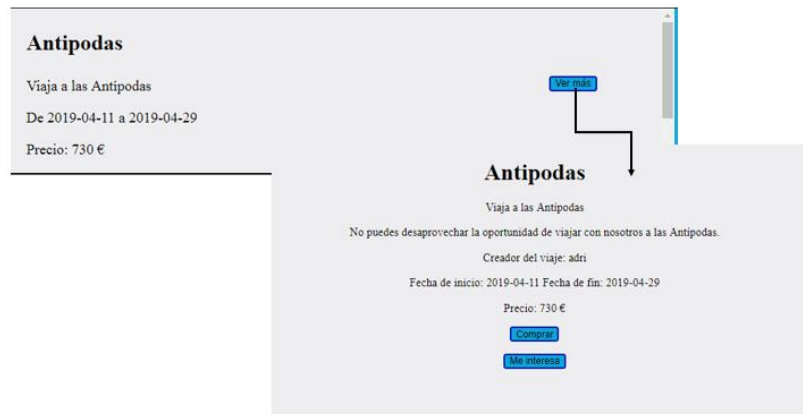 Antipodas
Viaja a las Antípodas
Ver más
De 2019-04-11 a 2019-04-29
Precio: 730 €
Antipodas
Viaja a las Antípodas
No puedes desaprovechar la oportunidad de viajar con nosotros a las Antípodas.
Creador del viaje: adri
Fecha de inicio: 2019-04-11 Fecha de fin: 2019-04-29
Precio: 730 €
Comprar
Me interesa